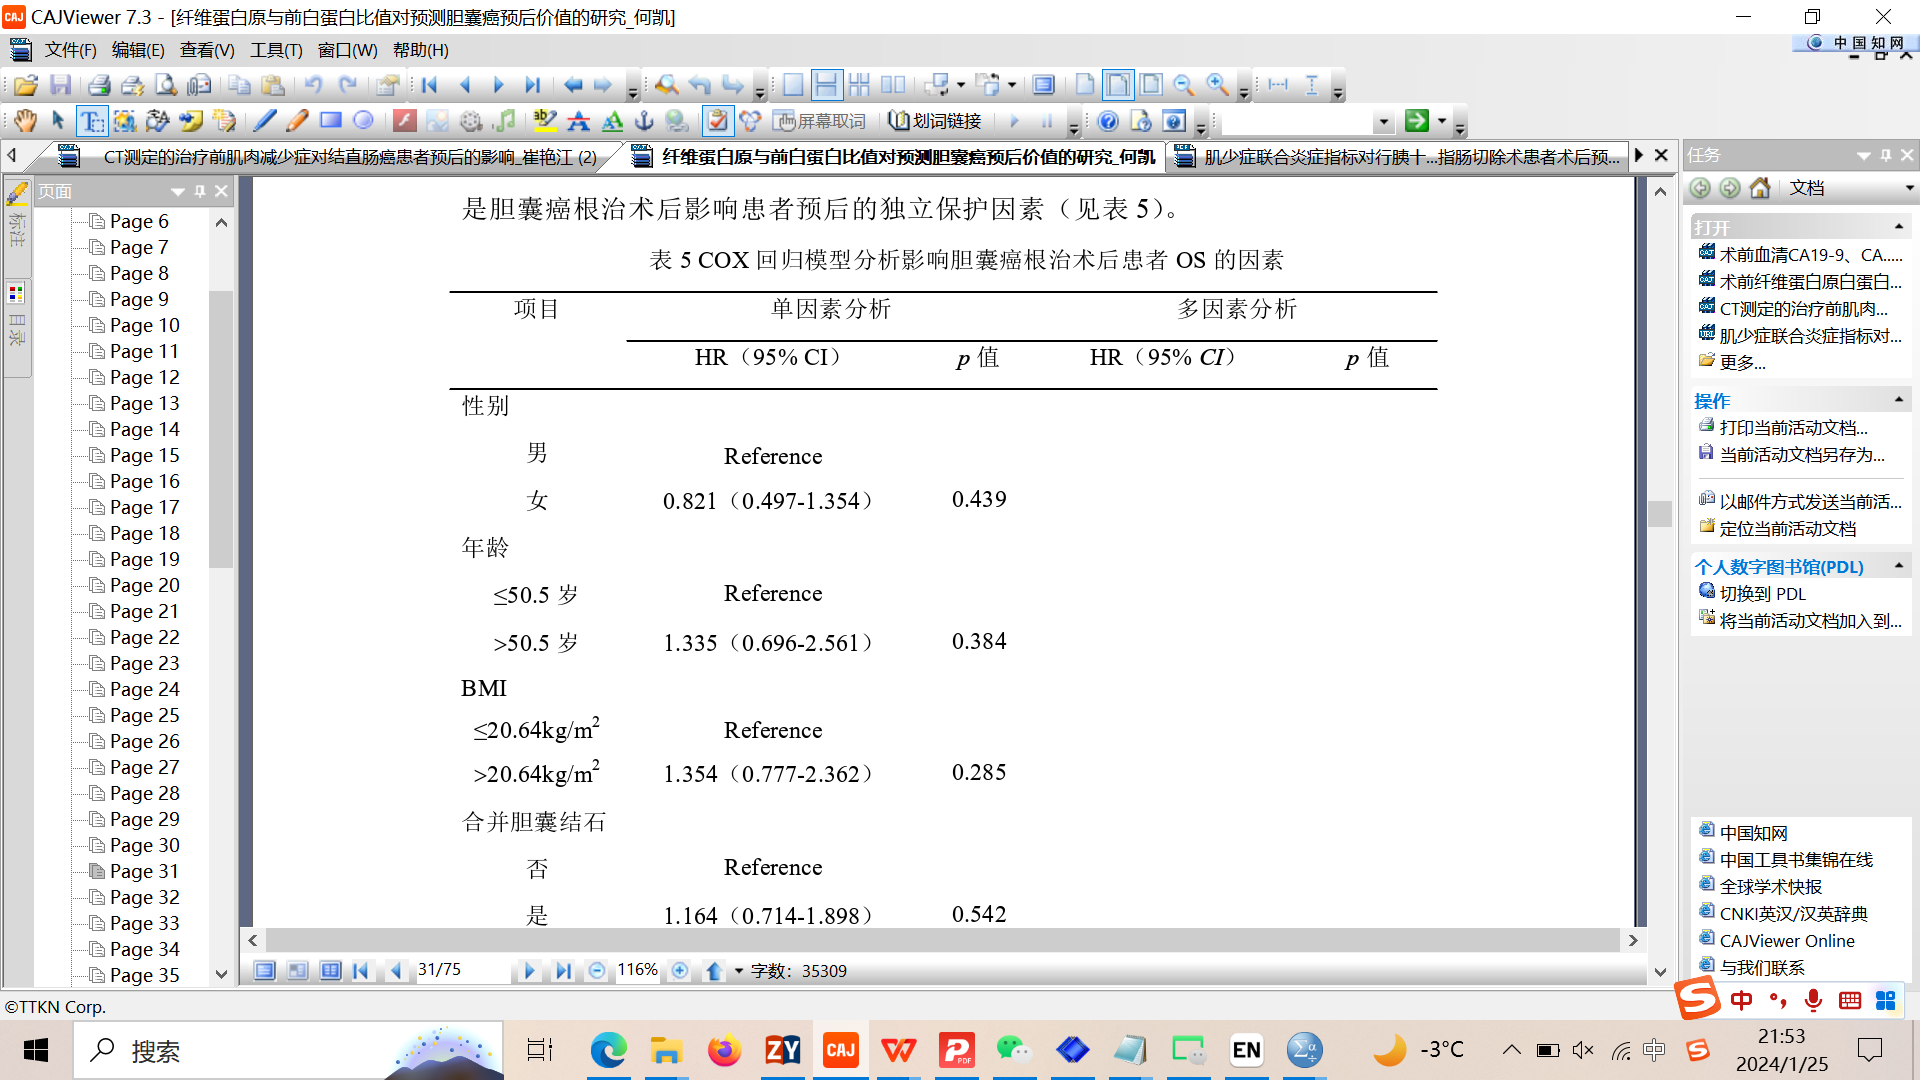 CAJViewer 7.3 - [纤维蛋白原与前白蛋白比值对预测胆囊癌预后价值的研究_何凯]
文件(F) 编辑(E) 查看(V) 工具(T) 窗口(W) 帮助(H)
中国知网
屏幕取词 划词链接
CT测定的治疗前肌肉减少症对结直肠癌患者预后的影响_崔艳江 (2)
纤维蛋白原与前白蛋白比值对预测胆囊癌预后价值的研究_何凯
肌少症联合炎症指标对行胰十...指肠切除术患者术后预...
标注
目录
页面
Page 6
Page 7
Page 8
Page 9
Page 10
Page 11
Page 12
Page 13
Page 14
Page 15
Page 16
Page 17
Page 18
Page 19
Page 20
Page 21
Page 22
Page 23
Page 24
Page 25
Page 26
Page 27
Page 28
Page 29
Page 30
Page 31
Page 32
Page 33
Page 34
Page 35
是胆囊癌根治术后影响患者预后的独立保护因素（见表 5）。
表 5 COX 回归模型分析影响胆囊癌根治术后患者 OS 的因素
项目 单因素分析 多因素分析
HR（95% CI） p 值 HR（95% CI） p 值
性别
男 Reference
女 0.821（0.497-1.354） 0.439
年龄
≤50.5 岁 Reference
>50.5 岁 1.335（0.696-2.561） 0.384
BMI
≤20.64kg/m2 Reference
>20.64kg/m2 1.354（0.777-2.362） 0.285
合并胆囊结石
否 Reference
是 1.164（0.714-1.898） 0.542
31/75 116% 字数：35309
任务
文档
打开
术前血清CA19-9、CA.....
术前纤维蛋白原白蛋白...
CT测定的治疗前肌肉...
肌少症联合炎症指标对...
更多...
操作
打印当前活动文档...
当前活动文档另存为...
以邮件方式发送当前活...
定位当前活动文档
个人数字图书馆(PDL)
切换到 PDL
将当前活动文档加入到...
中国知网
中国工具书集锦在线
全球学术快报
CNKI英汉/汉英辞典
CAJViewer Online
与我们联系
©TTKN Corp.
中
搜索
ZY
CAJ
PDF
EN
-3°C
中
21:53
2024/1/25